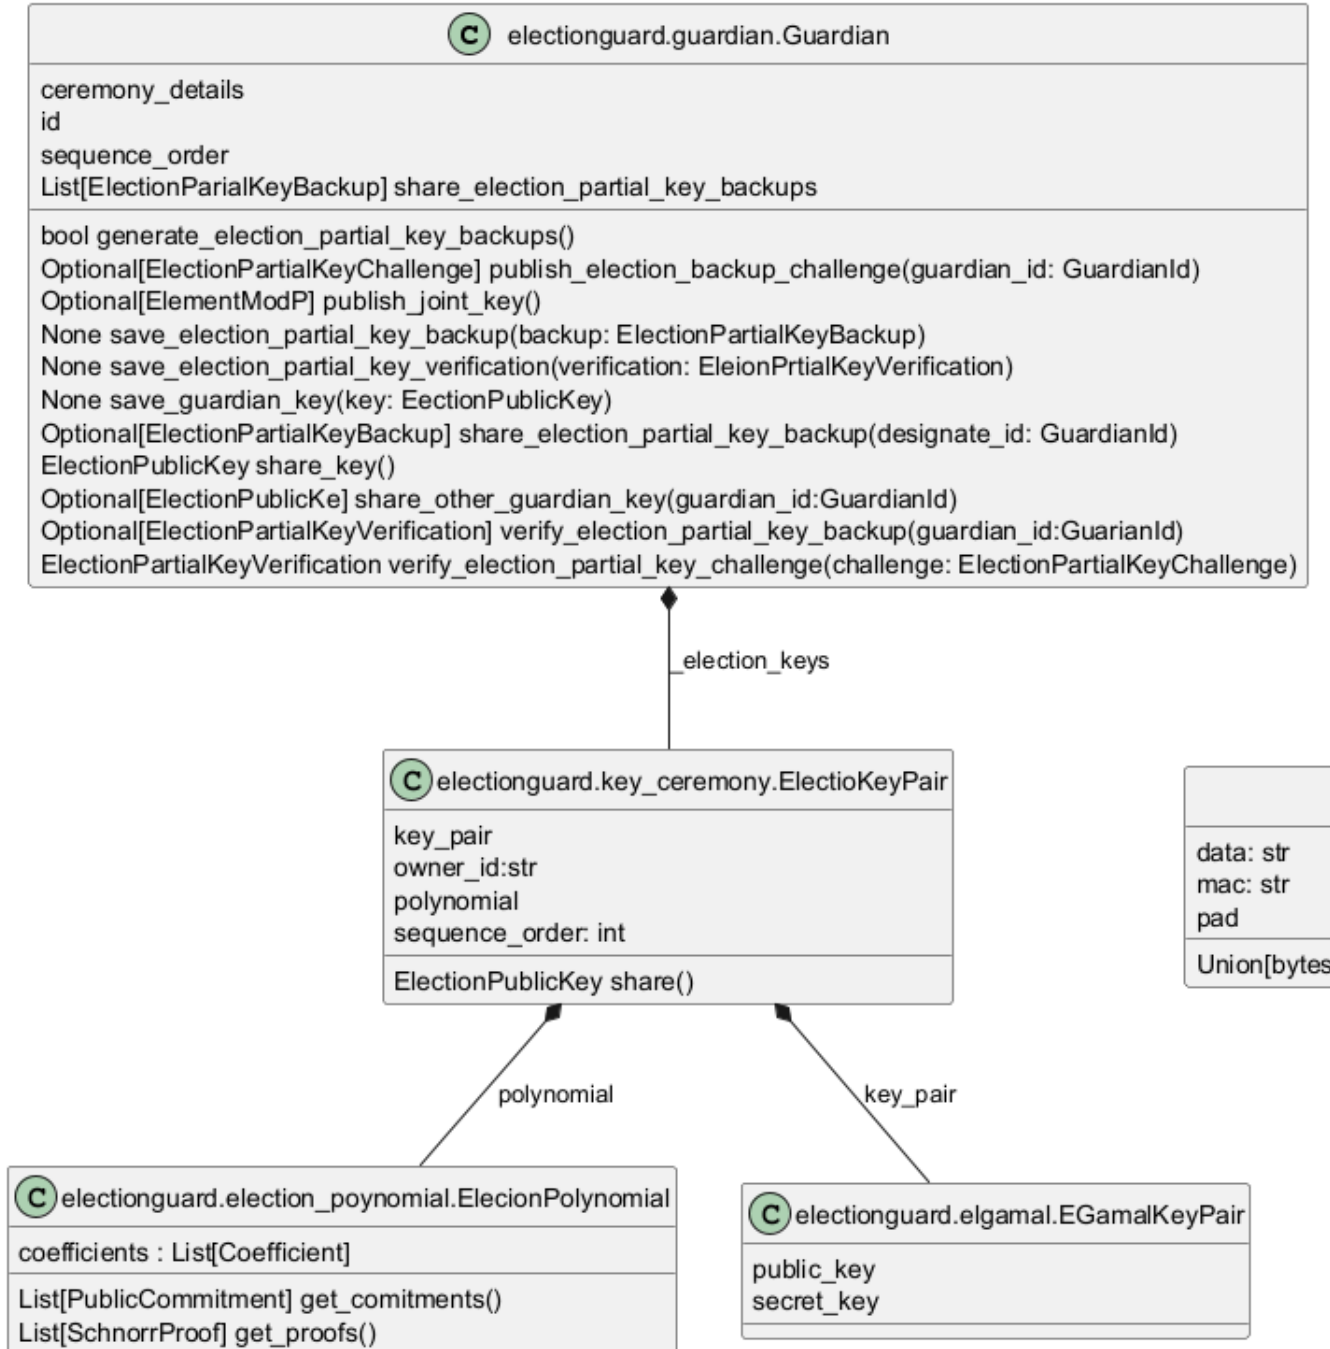 C electionguard.guardian.Guardian
ceremony_details
id
sequence_order
List[ElectionParialKeyBackup] share_election_partial_key_backups
bool generate_election_partial_key_backups()
Optional[ElectionPartialKeyChallenge] publish_election_backup_challenge(guardian_id: GuardianId)
Optional[ElementModP] publish_joint_key()
None save_election_partial_key_backup(backup: ElectionPartialKeyBackup)
None save_election_partial_key_verification(verification: EleionPrtialKeyVerification)
None save_guardian_key(key: EectionPublicKey)
Optional[ElectionPartialKeyBackup] share_election_partial_key_backup(designate_id: GuardianId)
ElectionPublicKey share_key()
Optional[ElectionPublicKe] share_other_guardian_key(guardian_id:GuardianId)
Optional[ElectionPartialKeyVerification] verify_election_partial_key_backup(guardian_id:GuarianId)
ElectionPartialKeyVerification verify_election_partial_key_challenge(challenge: ElectionPartialKeyChallenge)
_election_keys
C electionguard.key_ceremony.ElectioKeyPair
key_pair
owner_id:str
polynomial
sequence_order: int
ElectionPublicKey share()
data: str
mac: str
pad
Union[bytes
polynomial
key_pair
C electionguard.election_poynomial.ElecionPolynomial
coefficients : List[Coefficient]
List[PublicCommitment] get_comitments()
List[SchnorrProof] get_proofs()
C electionguard.elgamal.EGamalKeyPair
public_key
secret_key